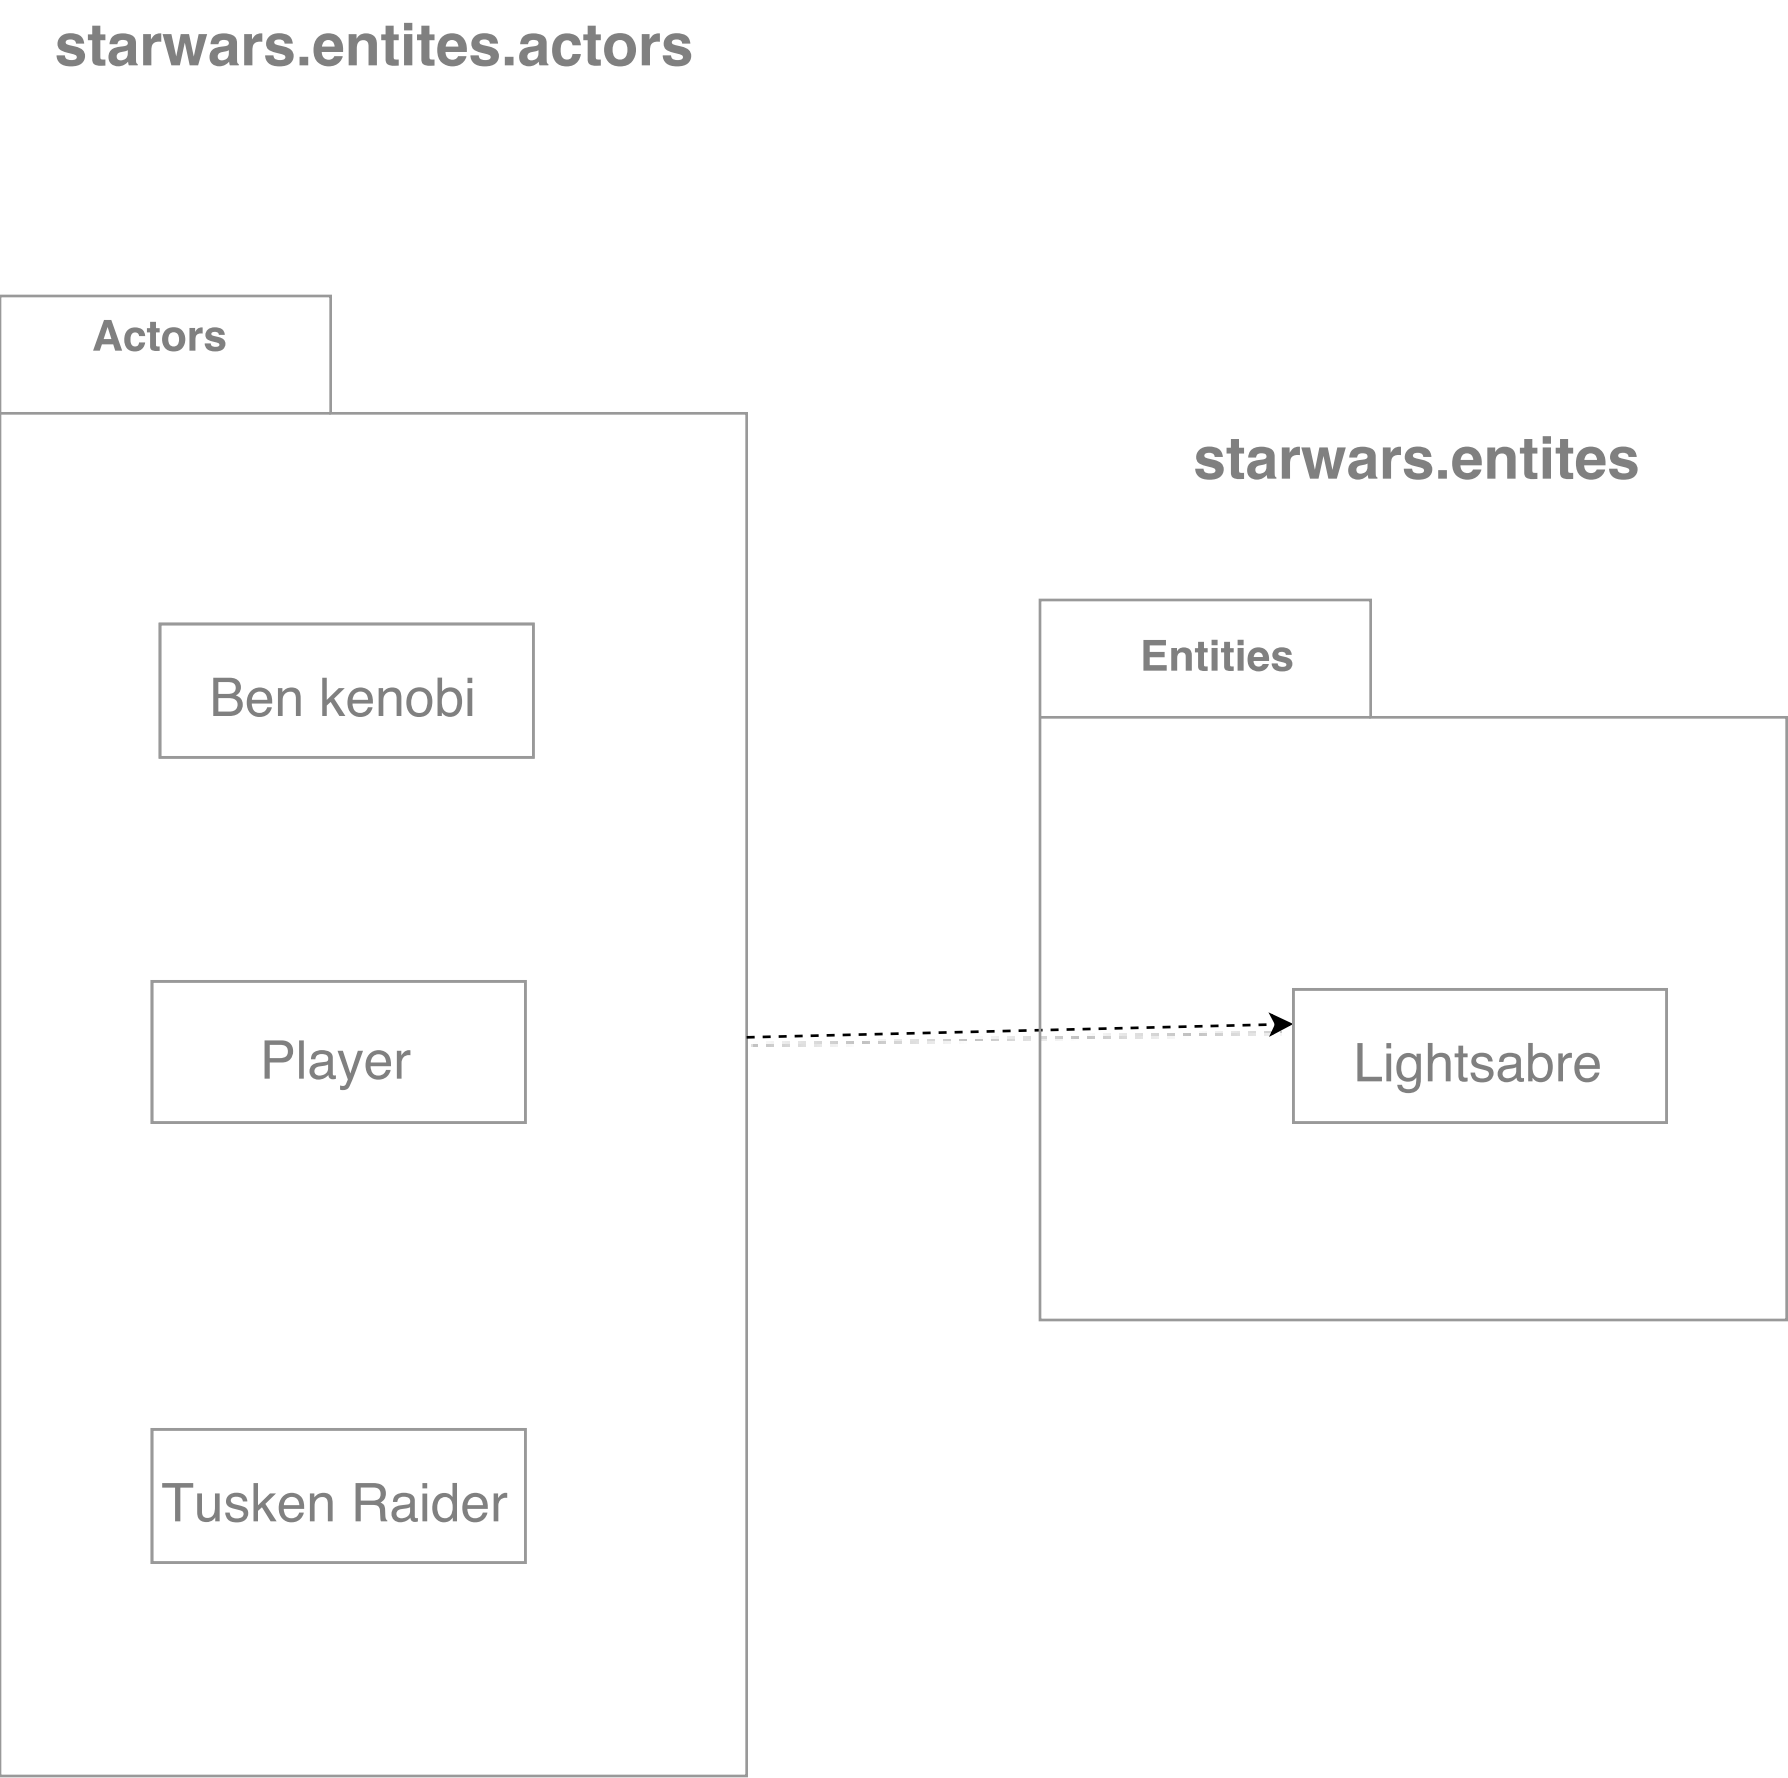 starwars.entites.actors
Actors
Ben kenobi
Player
Tusken Raider
starwars.entites
Entities
Lightsabre